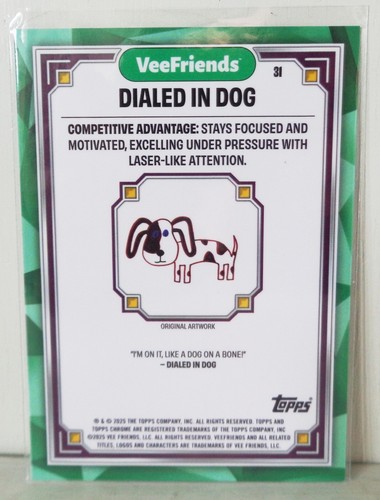 VeeFriends
31
DIALED IN DOG
COMPETITIVE ADVANTAGE: STAYS FOCUSED AND
MOTIVATED, EXCELLING UNDER PRESSURE WITH
LASER-LIKE ATTENTION.
ORIGINAL ARTWORK
"I'M ON IT, LIKE A DOG ON A BONE!"
– DIALED IN DOG
Topps
® & © 2025 THE TOPPS COMPANY, INC. ALL RIGHTS RESERVED. TOPPS AND
TOPPS CHROME ARE REGISTERED TRADEMARKS OF THE TOPPS COMPANY, INC
©2025 VEE FRIENDS, LLC. ALL RIGHTS RESERVED. VEEFRIENDS AND ALL RELATED
TITLES, LOGOS AND CHARACTERS ARE TRADEMARKS OF VEE FRIENDS, LLC.